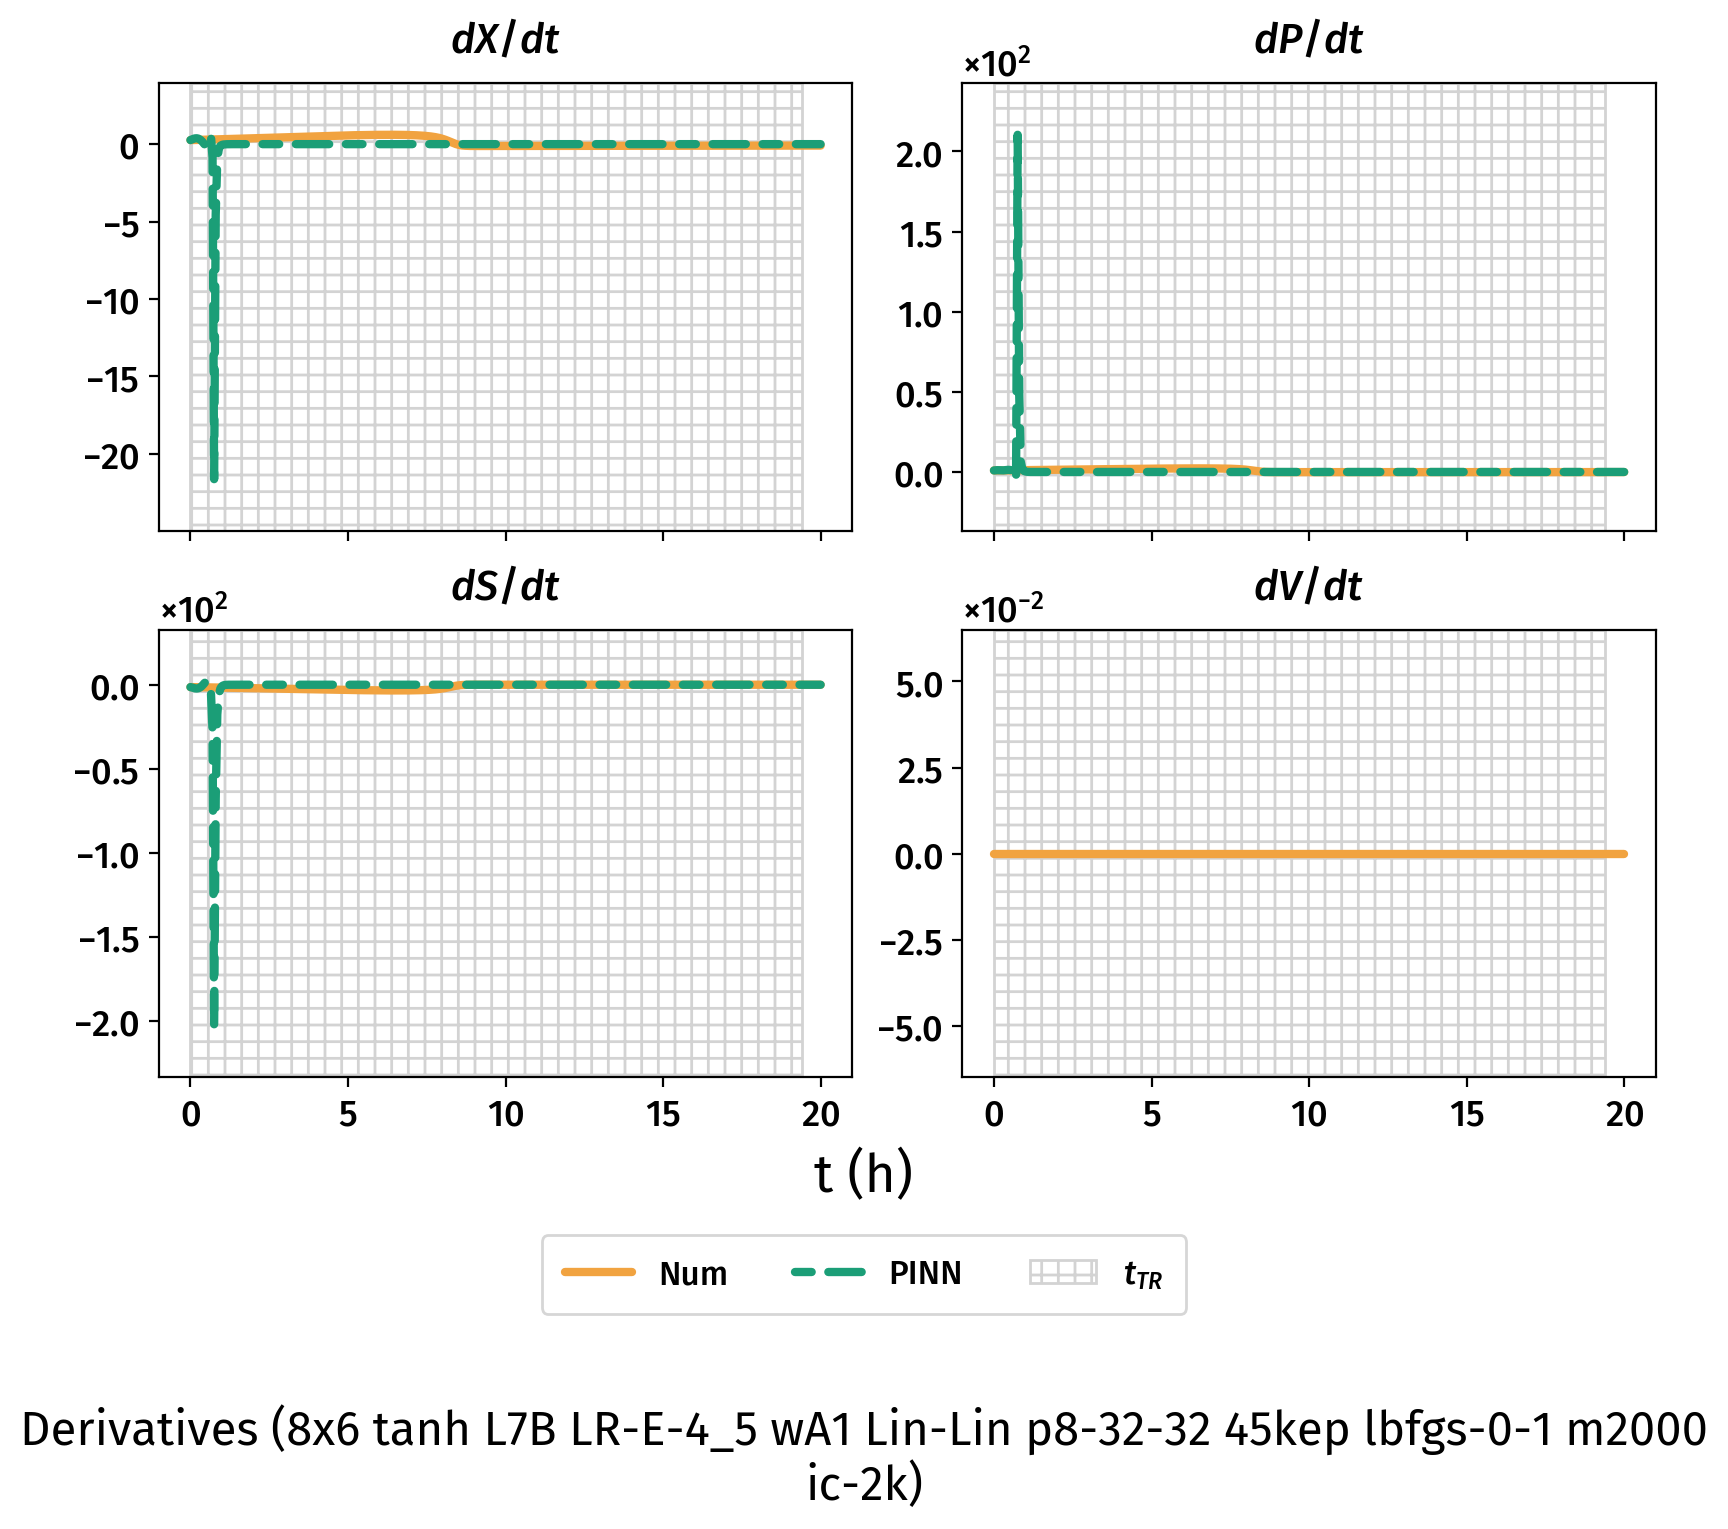 dX/dt
dP/dt
×10²
0
−5
−10
−15
−20
2.0
1.5
1.0
0.5
0.0
dS/dt
dV/dt
×10²
×10⁻²
0.0
−0.5
−1.0
−1.5
−2.0
5.0
2.5
0.0
−2.5
−5.0
0 5 10 15 20
0 5 10 15 20
t (h)
Num PINN t_TR
Derivatives (8x6 tanh L7B LR-E-4_5 wA1 Lin-Lin p8-32-32 45kep lbfgs-0-1 m2000
ic-2k)